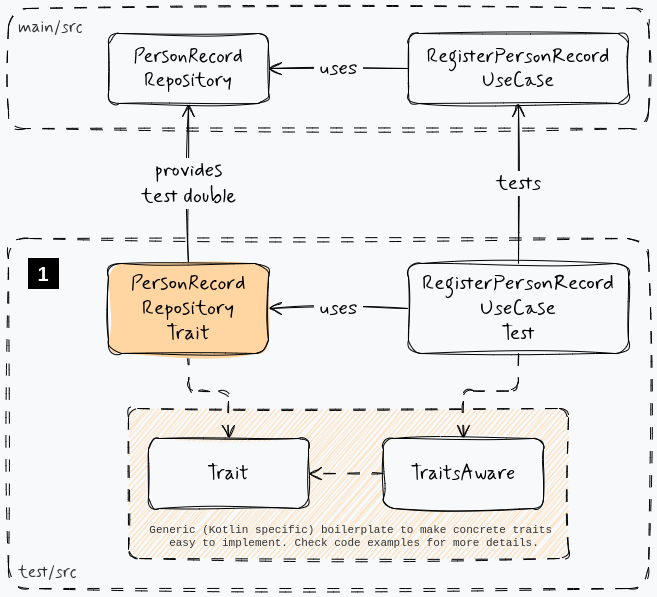 main/src
PersonRecord
Repository
uses
RegisterPersonRecord
UseCase
provides
test double
tests
1
PersonRecord
Repository
Trait
uses
RegisterPersonRecord
UseCase
Test
Trait
TraitsAware
Generic (Kotlin specific) boilerplate to make concrete traits
easy to implement. Check code examples for more details.
test/src